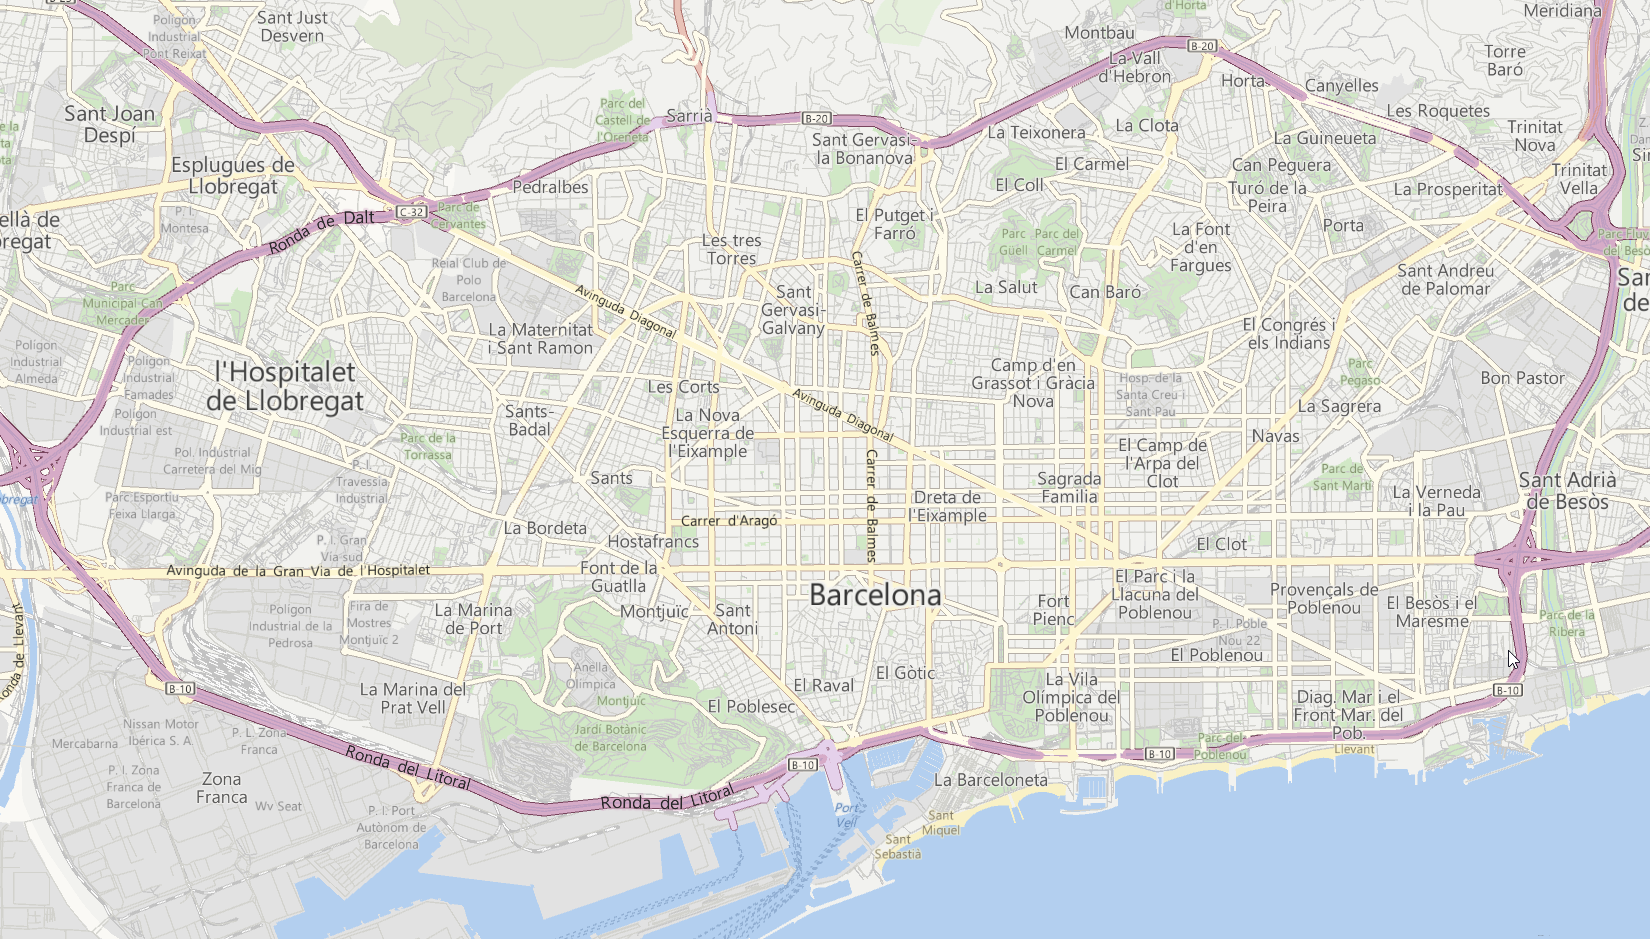 Sant Just
Desvern
Meridiana
d'Horta
Poligon
Industrial
Pont Reixat
Montbau
B-20
Torre
Baró
La Vall
d'Hebron
Horta
Canyelles
Sant Joan
Despí
Parc del
Castell de
l'Oreneta
Sarrià
B-20
Les Roquetes
La Teixonera
La Clota
La Guineueta
Trinitat
Nova
Sant Gervasi-
la Bonanova
Esplugues de
Llobregat
El Carmel
Can Peguera
Trinitat
Vella
Pedralbes
El Coll
Turó de la
Peira
La Prosperitat
C-32
Parc de
Cervantes
P. I.
Montesa
Ronda de Dalt
El Putget i
Farró
Porta
Parc
Güell
Parc del
Carmel
La Font
d'en
Fargues
Les tres
Torres
Reial Club de
Polo
Barcelona
Sant Andreu
de Palomar
Parc
Municipal Can
Mercader
Avinguda Diagonal
Carrer de Balmes
La Salut
Can Baró
Sant
Gervasi-
Galvany
La Maternitat
i Sant Ramon
El Congrés i
els Indians
Poligon
Industrial
Almeda
Poligon
Industrial
Famades
l'Hospitalet
de Llobregat
Camp d'en
Grassot i Gràcia
Nova
Parc
Pegaso
Hosp. de la
Santa Creu i
Sant Pau
Bon Pastor
Les Corts
Avinguda Diagonal
La Sagrera
Poligon
Industrial est
Sants-
Badal
La Nova
Esquerra de
l'Eixample
Navas
Parc de la
Torrassa
Pol. Industrial
Carretera del Mig
El Camp de
l'Arpa del
Clot
P. I.
Travessia
Industrial
Sants
Carrer de Balmes
Sagrada
Familia
Parc de
Sant Martí
Sant Adrià
de Besòs
Parc Esportiu
Feixa Llarga
Dreta de
l'Eixample
La Verneda
i la Pau
La Bordeta
Carrer d'Aragó
Hostafrancs
P. I. Gran
Via sud
El Clot
Avinguda de la Gran Via de l'Hospitalet
Font de la
Guatlla
Barcelona
El Parc i la
Llacuna del
Poblenou
Provençals de
Poblenou
Poligon
Industrial de la
Pedrosa
Fira de
Mostres
Montjuïc 2
La Marina
de Port
Montjuïc
Sant
Antoni
Fort
Pienc
El Besòs i el
Maresme
Parc de la
Ribera
P. I. Poble
Nou 22
El Poblenou
Ronda de Llevant
Anella
Olímpica
Montjuïc
El Gòtic
B-10
La Marina del
Prat Vell
El Raval
La Vila
Olímpica del
Poblenou
B-10
Diag. Mar i el
Front Mar. del
Pob.
El Poblesec
Nissan Motor
Ibérica S. A.
Mercabarna
P. I. Zona
Franca
Jardí Botànic
de Barcelona
Parc del
Poblenou
Llevant
B-10
Ronda del Litoral
B-10
P. I. Zona
Franca de
Barcelona
Zona
Franca
Wv Seat
La Barceloneta
Ronda del Litoral
P. I. Port
Autònom de
Barcelona
Port
Vell
Sant
Miquel
Sant
Sebastià